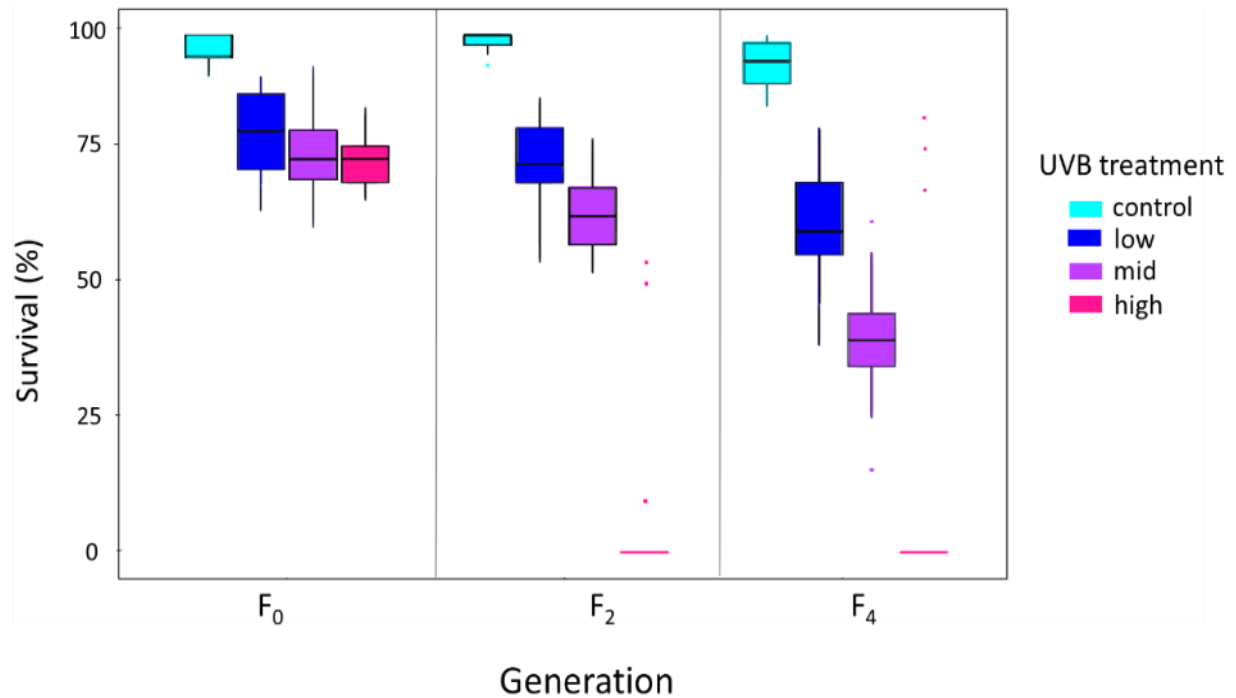 100
75
50
25
0
Survival (%)
F0
F2
F4
Generation
UVB treatment
control
low
mid
high